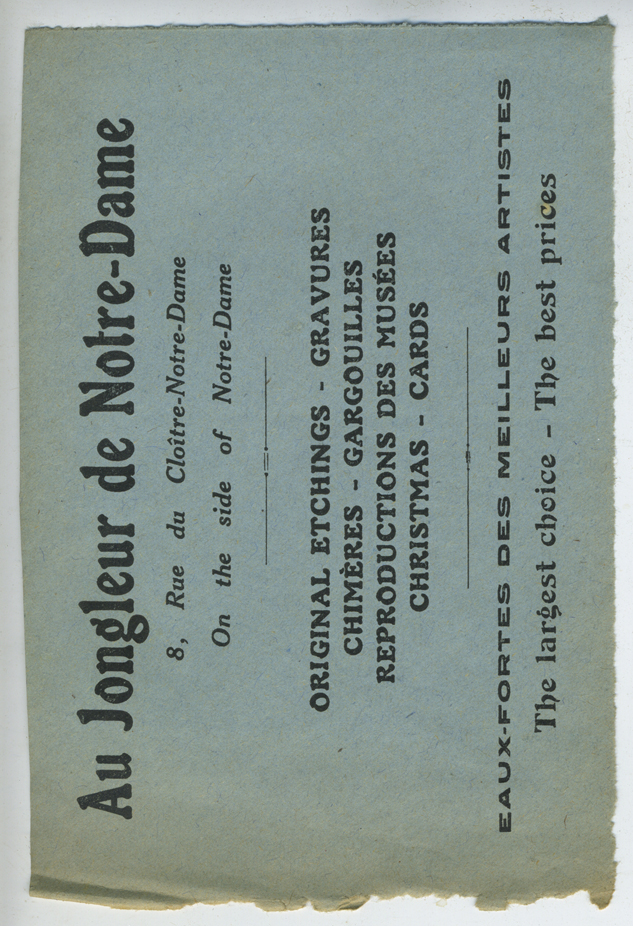 Au Jongleur de Notre-Dame
8, Rue du Cloître-Notre-Dame
On the side of Notre-Dame
ORIGINAL ETCHINGS - GRAVURES
CHIMÈRES - GARGOUILLES
REPRODUCTIONS DES MUSÉES
CHRISTMAS - CARDS
EAUX-FORTES DES MEILLEURS ARTISTES
The largest choice - The best prices